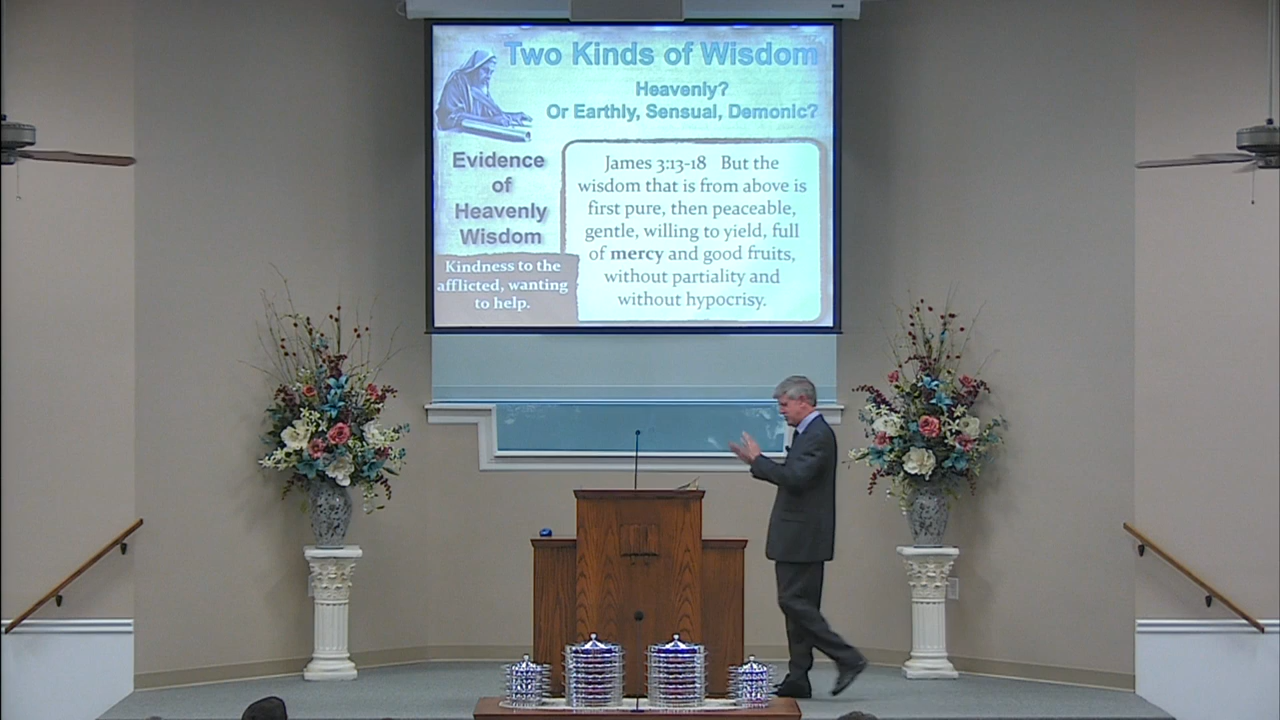 Two Kinds of Wisdom
Heavenly?
Or Earthly, Sensual, Demonic?
Evidence
of
Heavenly
Wisdom
Kindness to the
afflicted, wanting
to help.
James 3:13-18 But the
wisdom that is from above is
first pure, then peaceable,
gentle, willing to yield, full
of mercy and good fruits,
without partiality and
without hypocrisy.